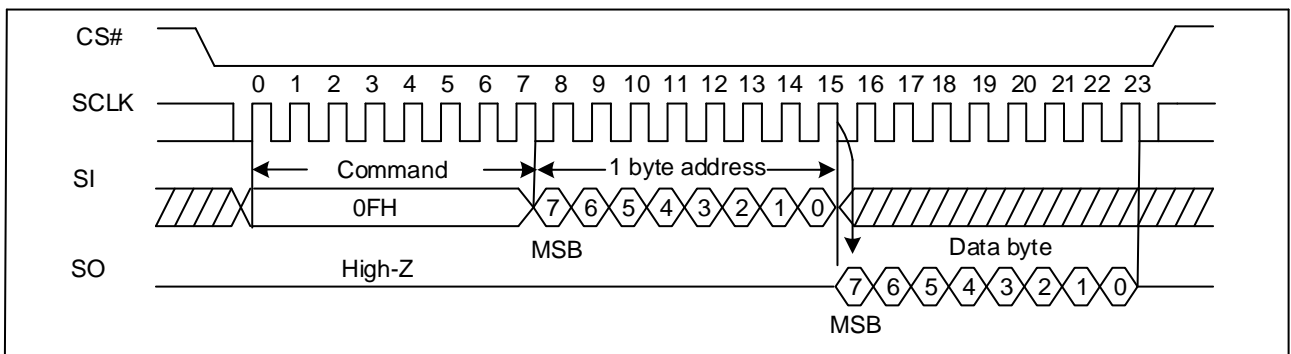 CS#
0 1 2 3 4 5 6 7 8 9 10 11 12 13 14 15 16 17 18 19 20 21 22 23
SCLK
Command 1 byte address
SI
0FH 7 6 5 4 3 2 1 0
MSB Data byte
SO High-Z
7 6 5 4 3 2 1 0
MSB